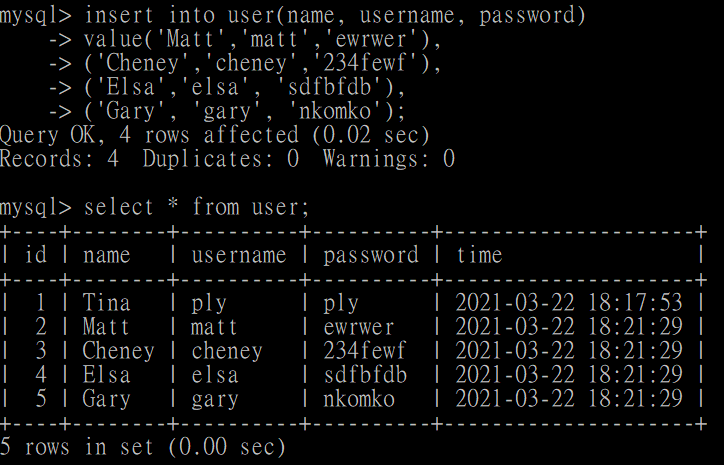 mysql> insert into user(name, username, password)
    -> value('Matt','matt','ewrwer'),
    -> ('Cheney','cheney','234fewf'),
    -> ('Elsa','elsa', 'sdfbfdb'),
    -> ('Gary', 'gary', 'nkomko');
Query OK, 4 rows affected (0.02 sec)
Records: 4  Duplicates: 0  Warnings: 0

mysql> select * from user;
+----+--------+----------+----------+---------------------+
| id | name   | username | password | time                |
+----+--------+----------+----------+---------------------+
|  1 | Tina   | ply      | ply      | 2021-03-22 18:17:53 |
|  2 | Matt   | matt     | ewrwer   | 2021-03-22 18:21:29 |
|  3 | Cheney | cheney   | 234fewf  | 2021-03-22 18:21:29 |
|  4 | Elsa   | elsa     | sdfbfdb  | 2021-03-22 18:21:29 |
|  5 | Gary   | gary     | nkomko   | 2021-03-22 18:21:29 |
+----+--------+----------+----------+---------------------+
5 rows in set (0.00 sec)